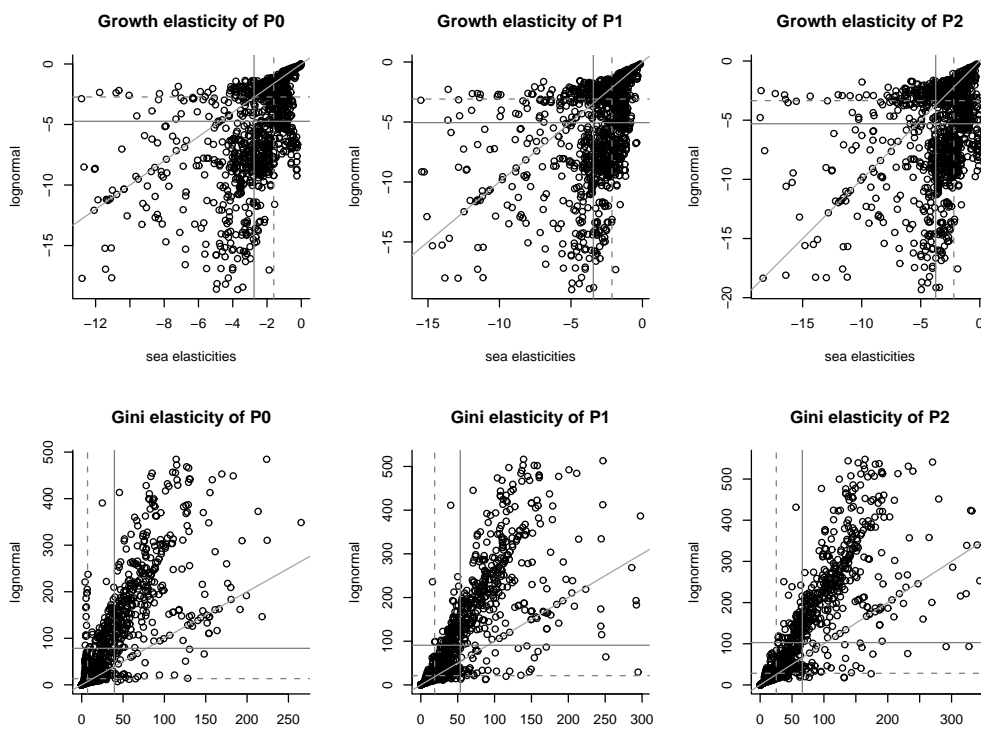 Growth elasticity of P0
Growth elasticity of P1
Growth elasticity of P2
lognormal
0
−5
−10
−15
−12 −10 −8 −6 −4 −2 0
sea elasticities
lognormal
0
−5
−10
−15
−15 −10 −5 0
sea elasticities
lognormal
0
−5
−10
−15
−20
−15 −10 −5 0
sea elasticities
Gini elasticity of P0
Gini elasticity of P1
Gini elasticity of P2
lognormal
500
400
300
200
100
0
0 50 100 150 200 250
lognormal
500
400
300
200
100
0
0 50 100 150 200 250 300
lognormal
500
400
300
200
100
0
0 50 100 200 300